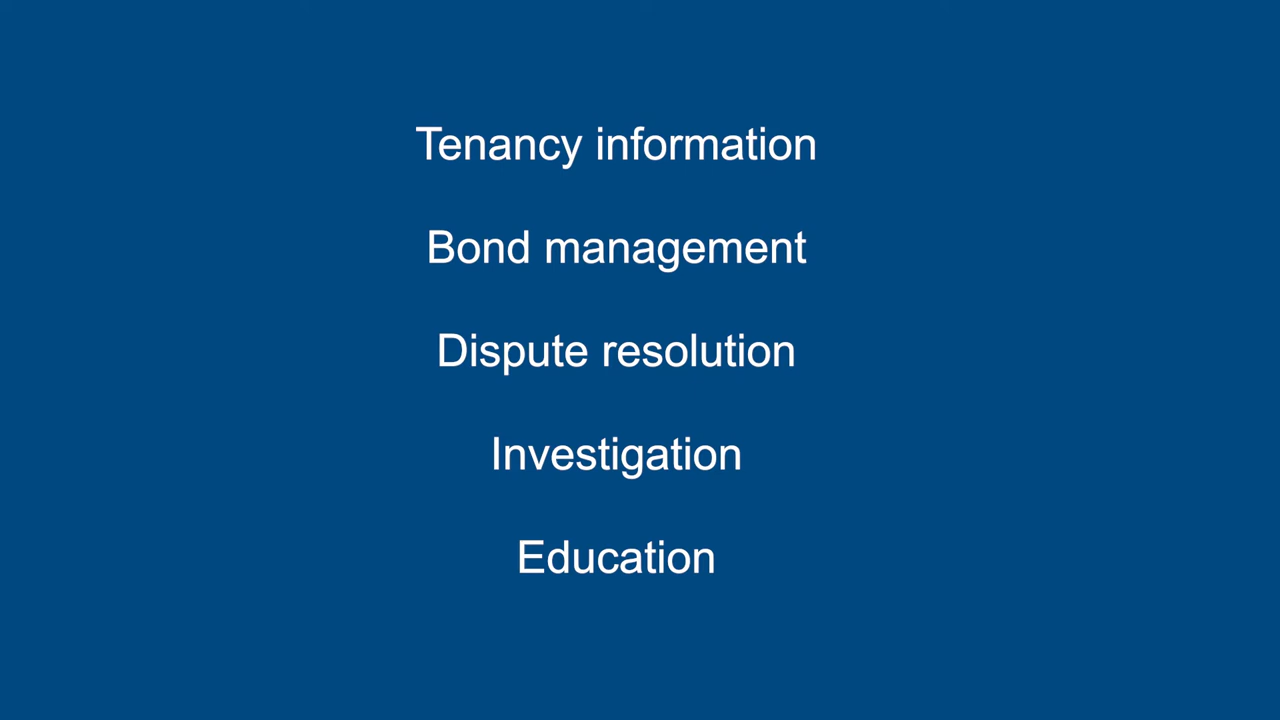 Tenancy information
Bond management
Dispute resolution
Investigation
Education